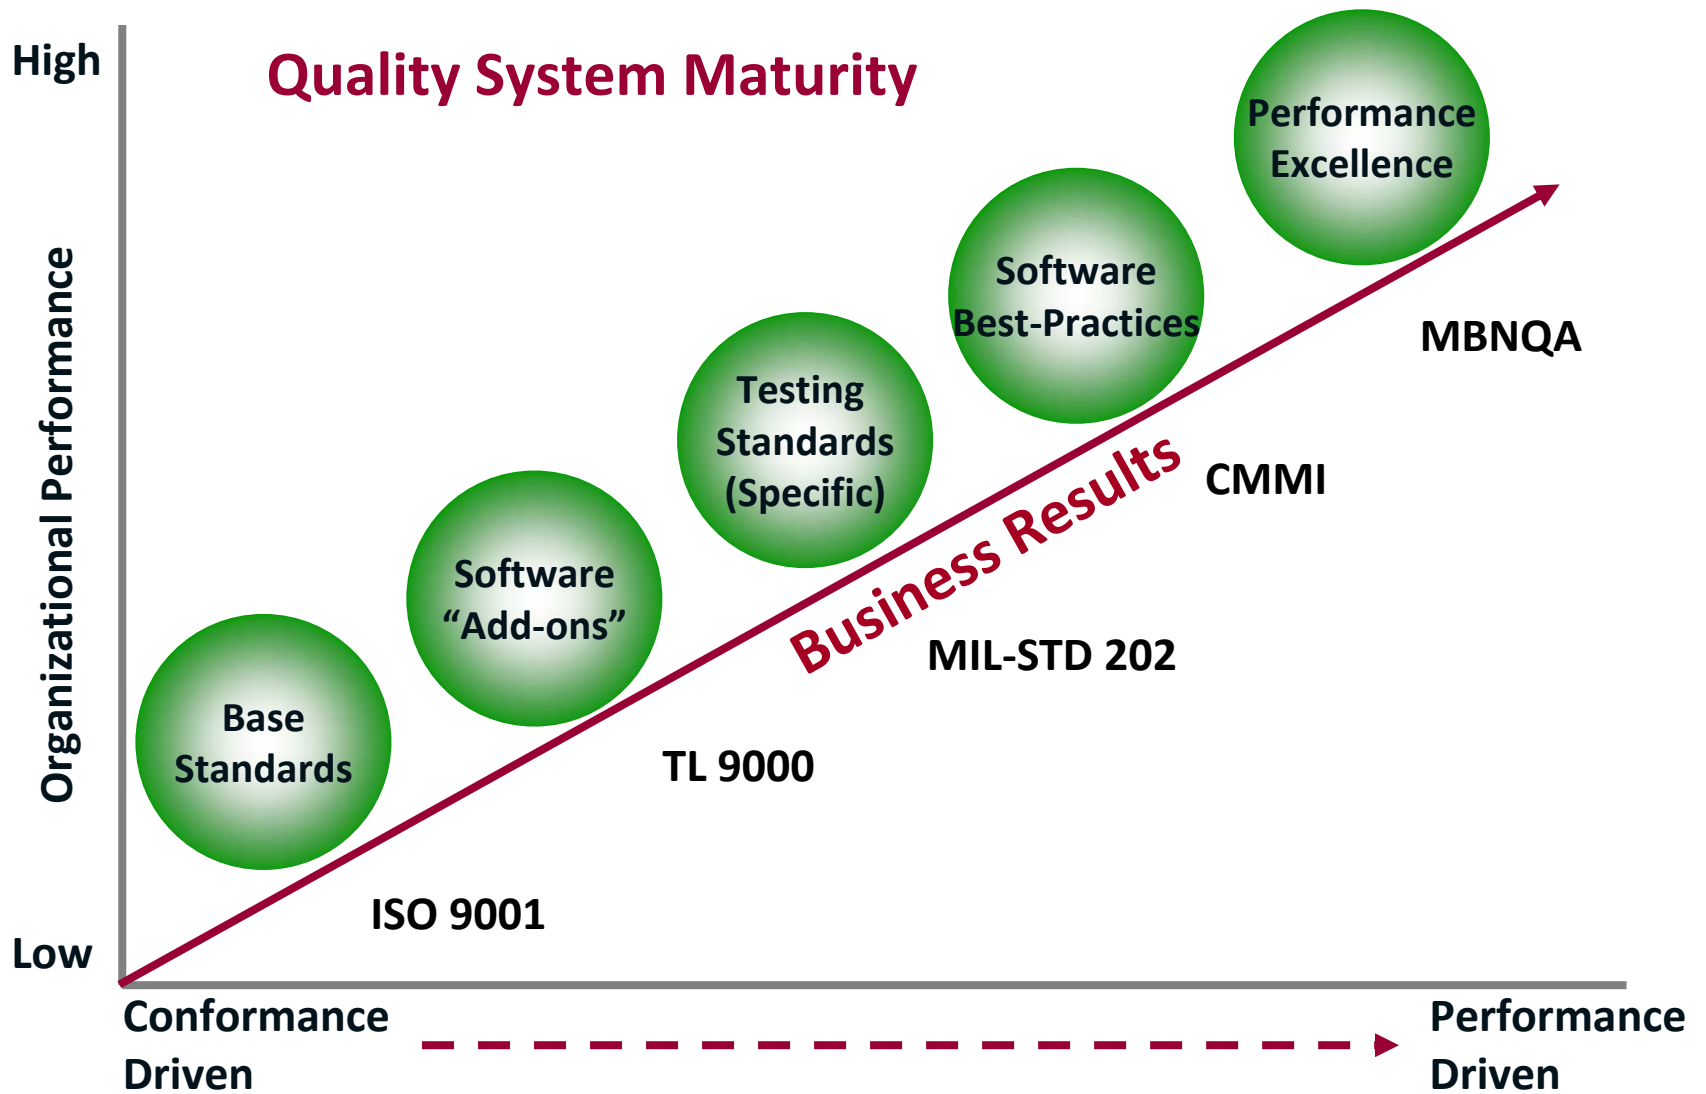 High
Quality System Maturity
Performance
Excellence
Software
Best-Practices
MBNQA
Testing
Standards
(Specific)
CMMI
Business Results
Organizational Performance
Software
“Add-ons”
MIL-STD 202
Base
Standards
TL 9000
ISO 9001
Low
Conformance
Driven
Performance
Driven